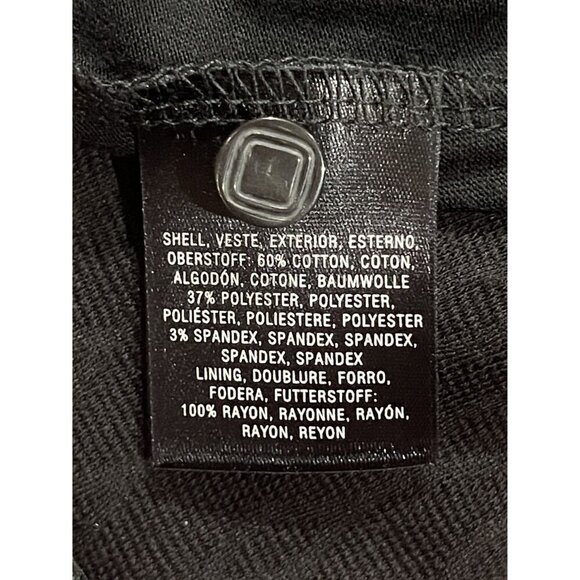 SHELL, VESTE, EXTERIOR, ESTERNO,
OBERSTOFF: 60% COTTON, COTON,
ALGODÓN, COTONE, BAUMWOLLE
37% POLYESTER, POLYESTER,
POLIÉSTER, POLIESTERE, POLYESTER
3% SPANDEX, SPANDEX, SPANDEX,
SPANDEX, SPANDEX
LINING, DOUBLURE, FORRO,
FODERA, FUTTERSTOFF:
100% RAYON, RAYONNE, RAYÓN,
RAYON, REYON